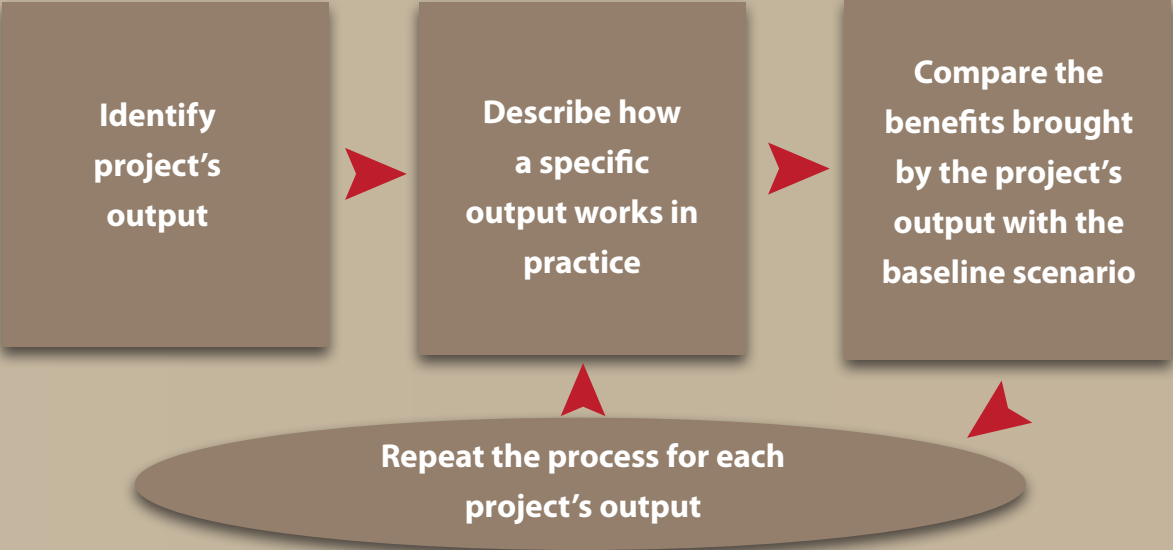 Identify
project’s
output
Describe how
a specific
output works in
practice
Compare the
benefits brought
by the project’s
output with the
baseline scenario
Repeat the process for each
project’s output